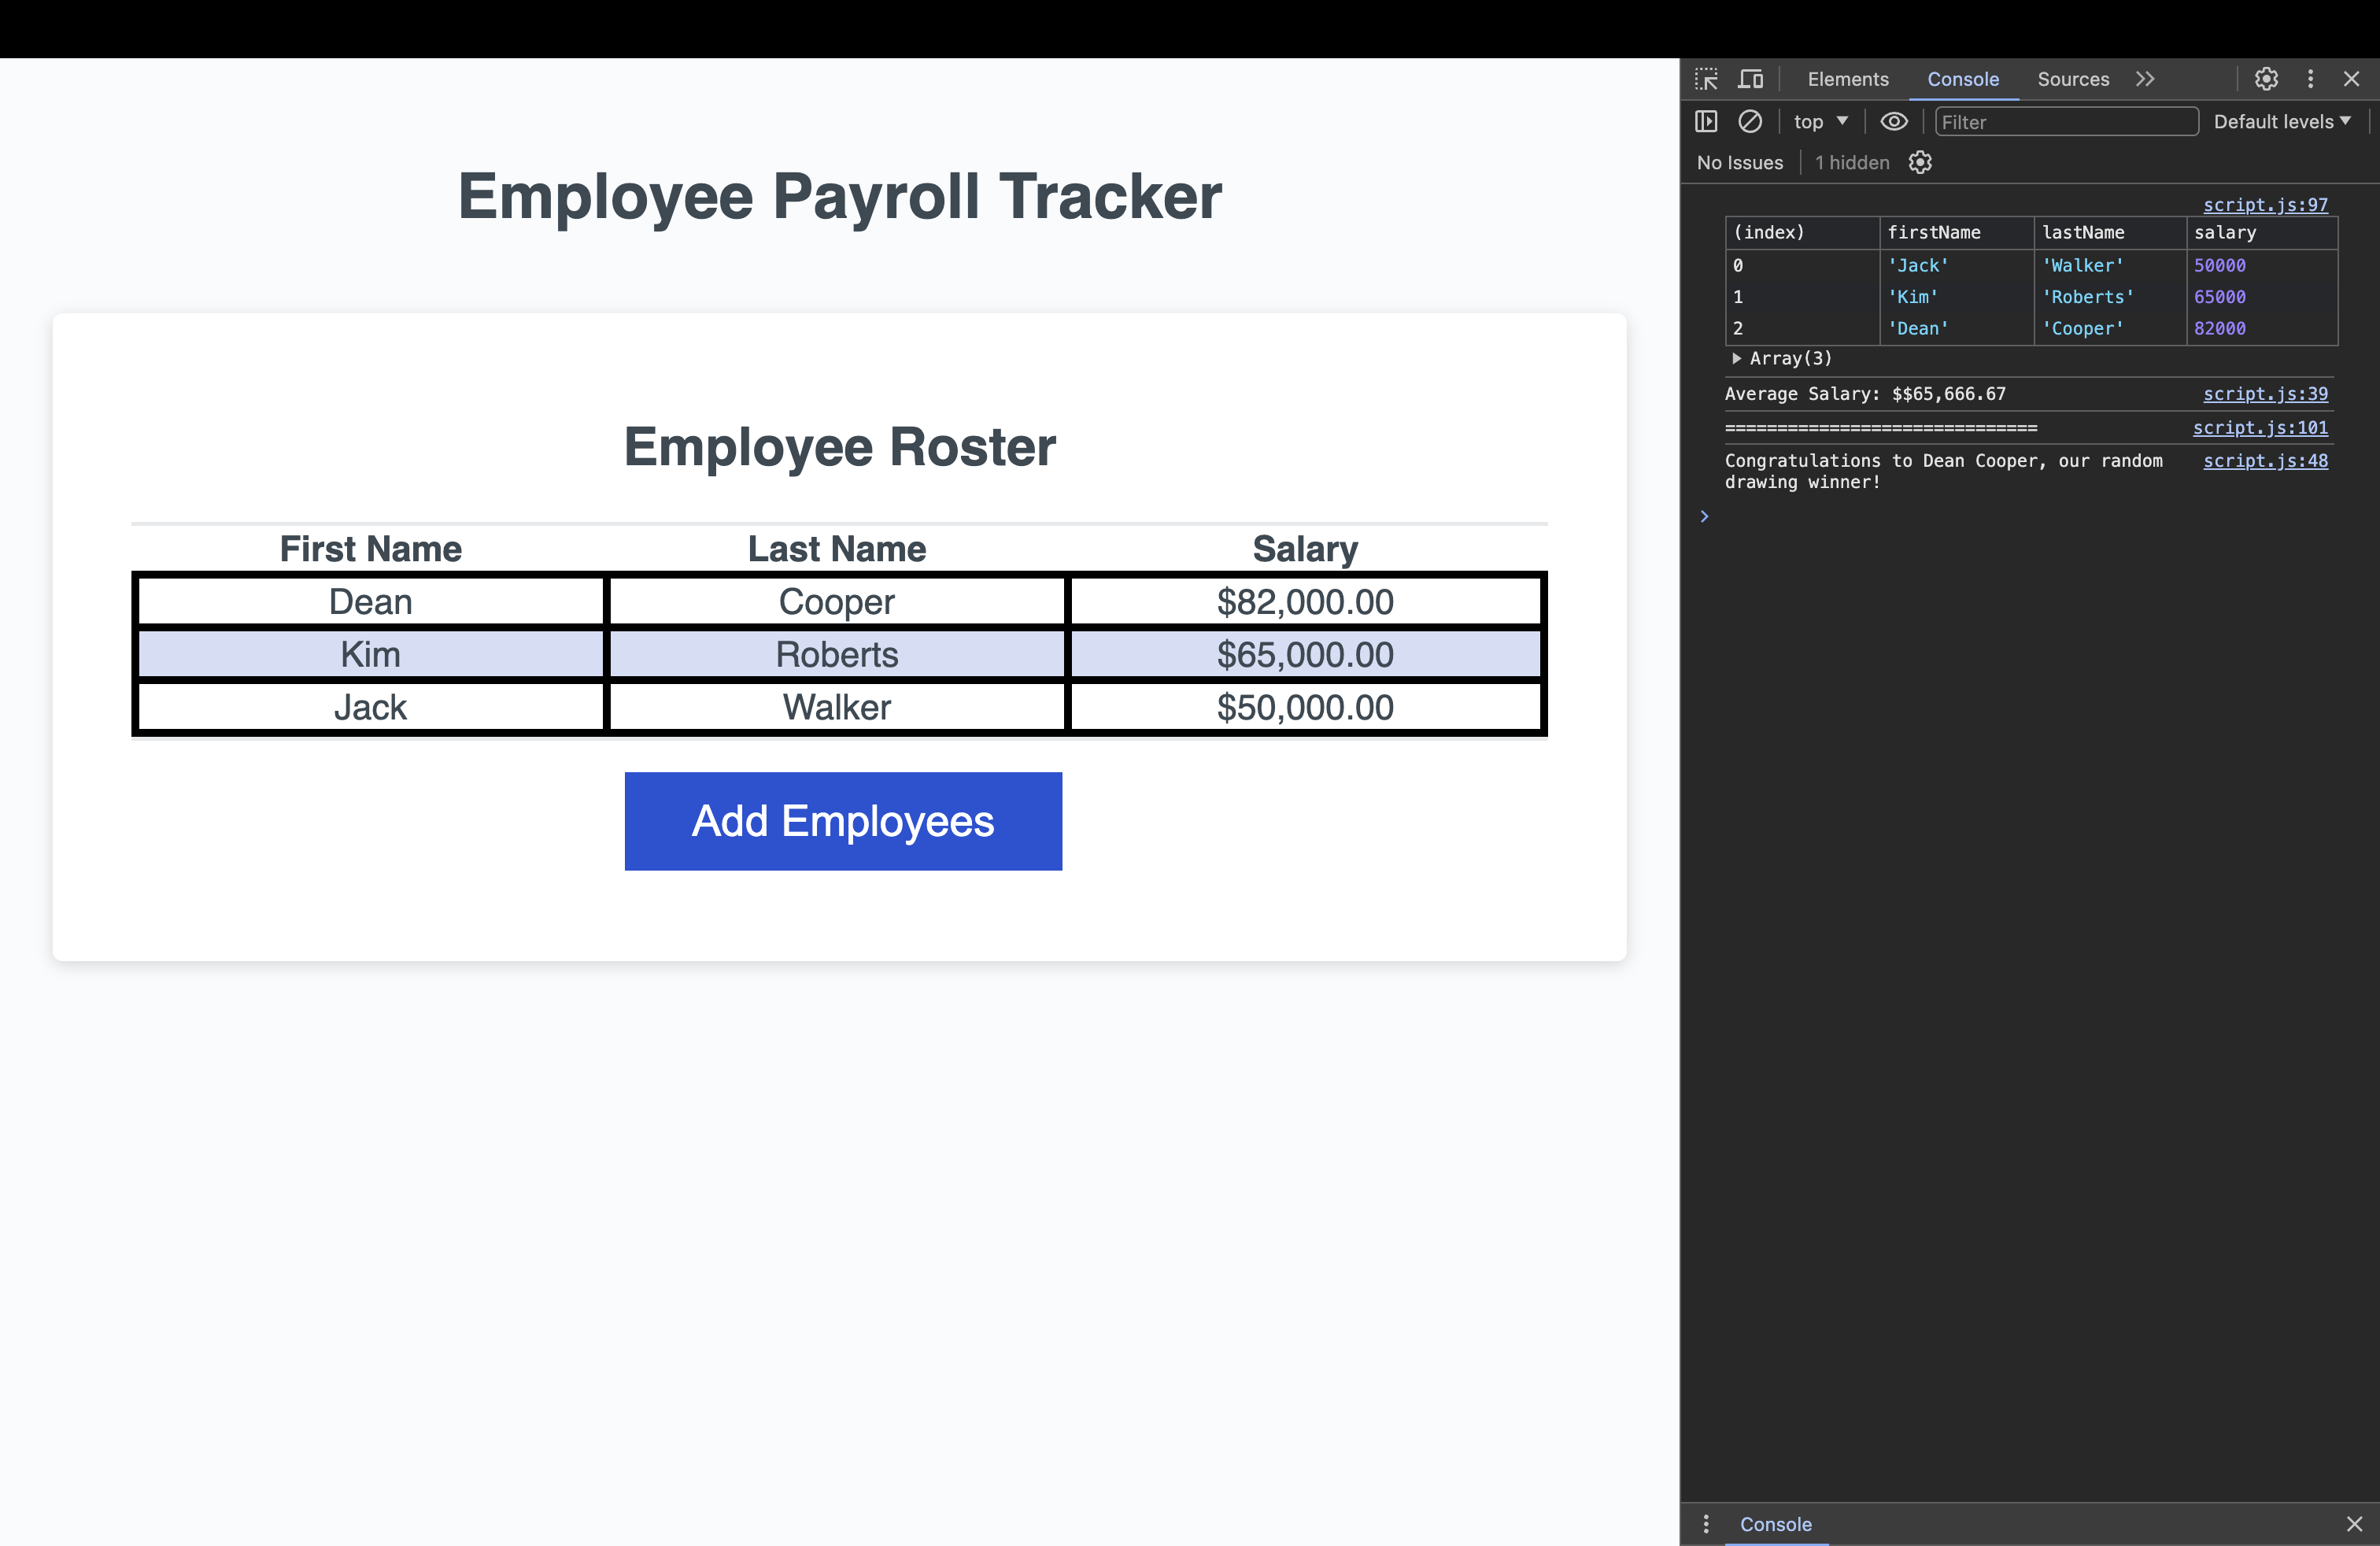 Employee Payroll Tracker
Employee Roster
First Name Last Name Salary
Dean Cooper $82,000.00
Kim Roberts $65,000.00
Jack Walker $50,000.00
Add Employees
Elements Console Sources
top Filter Default levels
No Issues 1 hidden
script.js:97
(index) firstName lastName salary
0 'Jack' 'Walker' 50000
1 'Kim' 'Roberts' 65000
2 'Dean' 'Cooper' 82000
Array(3)
Average Salary: $$65,666.67 script.js:39
============================== script.js:101
Congratulations to Dean Cooper, our random script.js:48
drawing winner!
Console